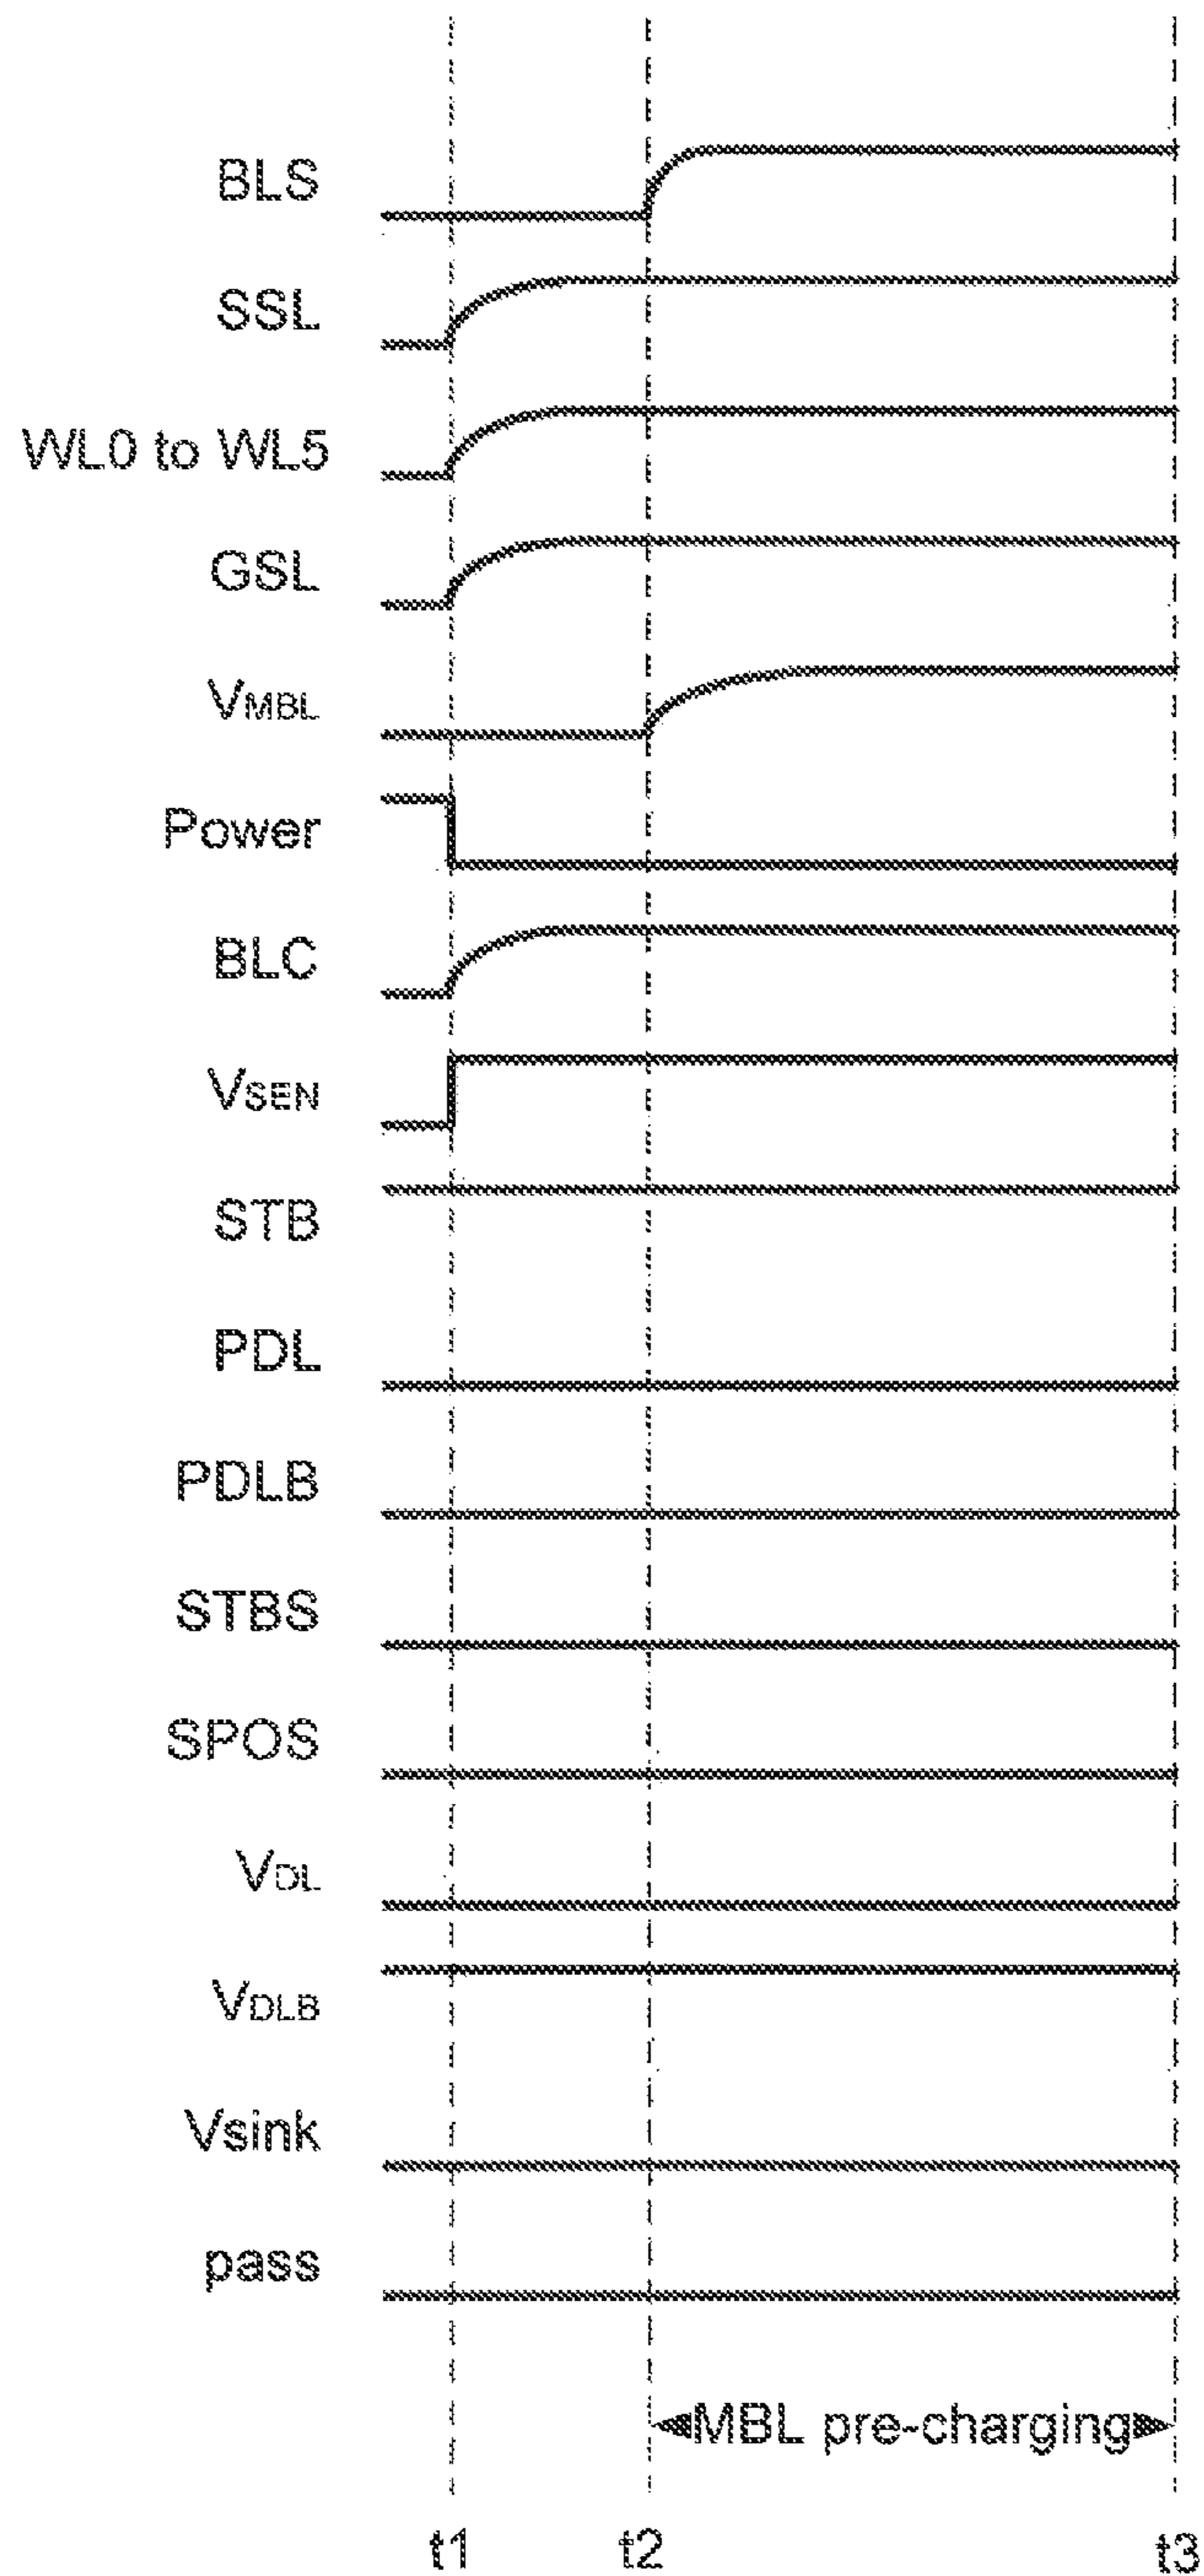 BLS
SSL
WL0 to WL5
GSL
VMBL
Power
BLC
VSEN
STB
PDL
PDLB
STBS
SPOS
VDL
VDLB
Vsink
pass
MBL pre-charging
t1 t2 t3